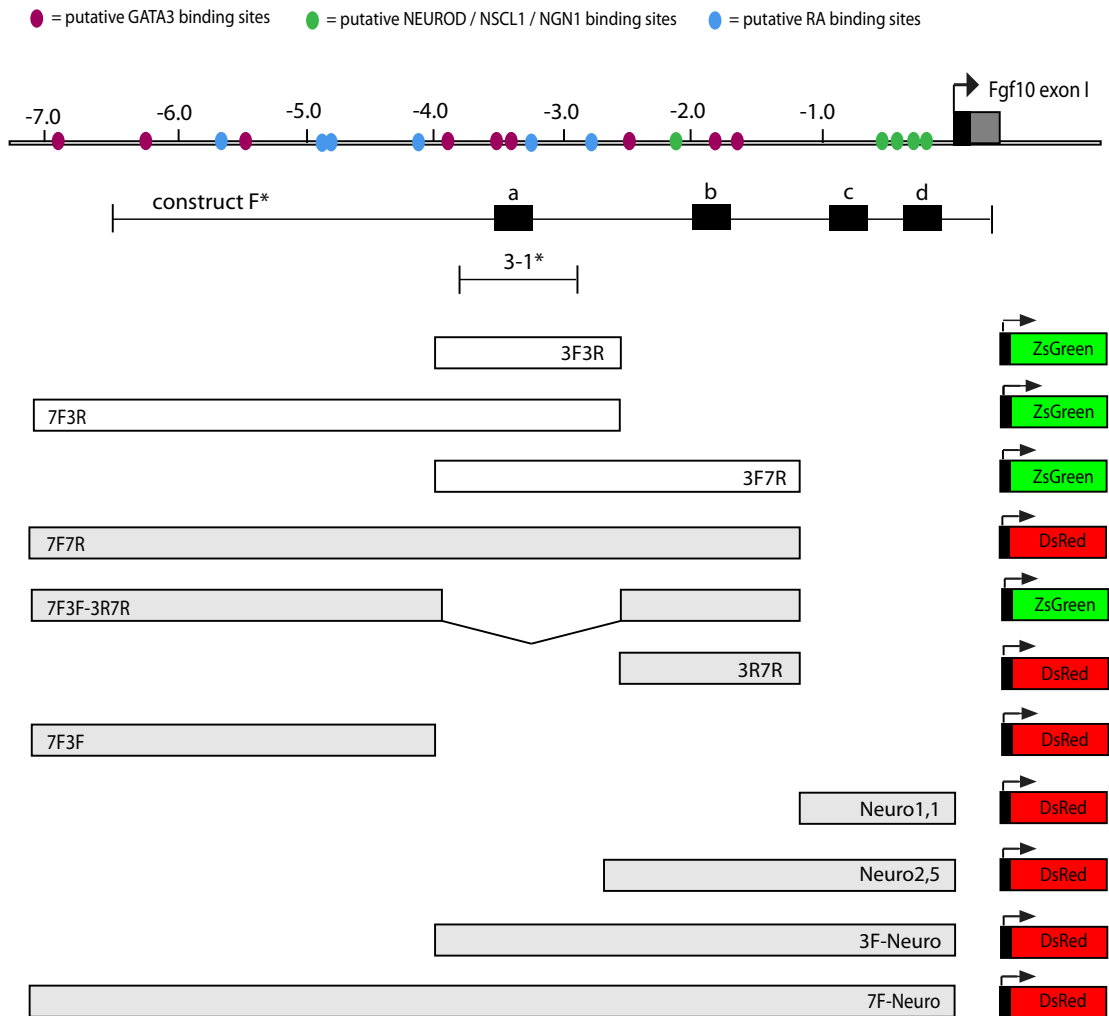 = putative GATA3 binding sites = putative NEUROD / NSCL1 / NGN1 binding sites = putative RA binding sites
Fgf10 exon I
-7.0 -6.0 -5.0 -4.0 -3.0 -2.0 -1.0
construct F* a b c d
3-1*
3F3R ZsGreen
7F3R ZsGreen
3F7R ZsGreen
7F7R DsRed
7F3F-3R7R ZsGreen
3R7R DsRed
7F3F DsRed
Neuro1,1 DsRed
Neuro2,5 DsRed
3F-Neuro DsRed
7F-Neuro DsRed